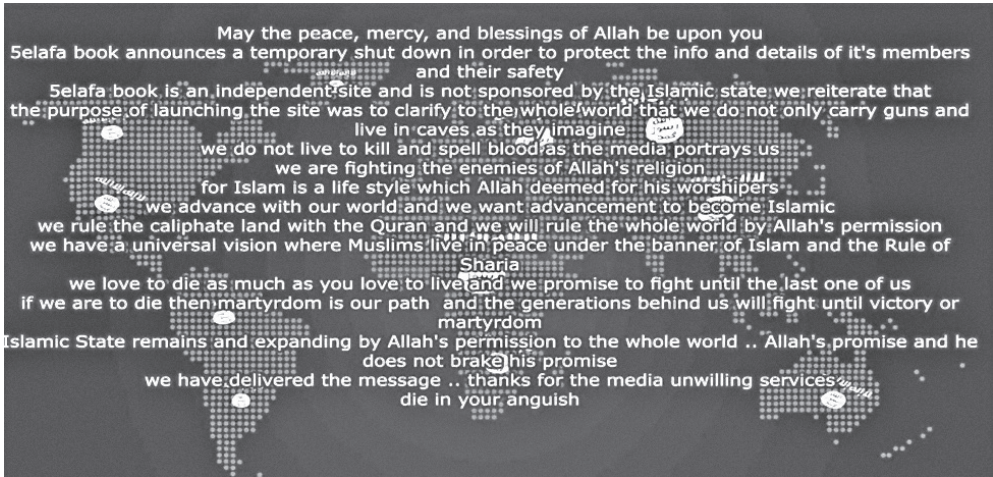 May the peace, mercy, and blessings of Allah be upon you
5elafa book announces a temporary shut down in order to protect the info and details of it's members
and their safety
5elafa book is an independent site and is not sponsored by the Islamic state we reiterate that
the purpose of launching the site was to clarify to the whole world that we do not only carry guns and
live in caves as they imagine
we do not live to kill and spell blood as the media portrays us
we are fighting the enemies of Allah's religion
for Islam is a life style which Allah deemed for his worshipers
we advance with our world and we want advancement to become Islamic
we rule the caliphate land with the Quran and we will rule the whole world by Allah's permission
we have a universal vision where Muslims live in peace under the banner of Islam and the Rule of
Sharia
we love to die as much as you love to live and we promise to fight until the last one of us
if we are to die then martyrdom is our path and the generations behind us will fight until victory or
martyrdom
Islamic State remains and expanding by Allah's permission to the whole world .. Allah's promise and he
does not brake his promise
we have delivered the message .. thanks for the media unwilling services
die in your anguish